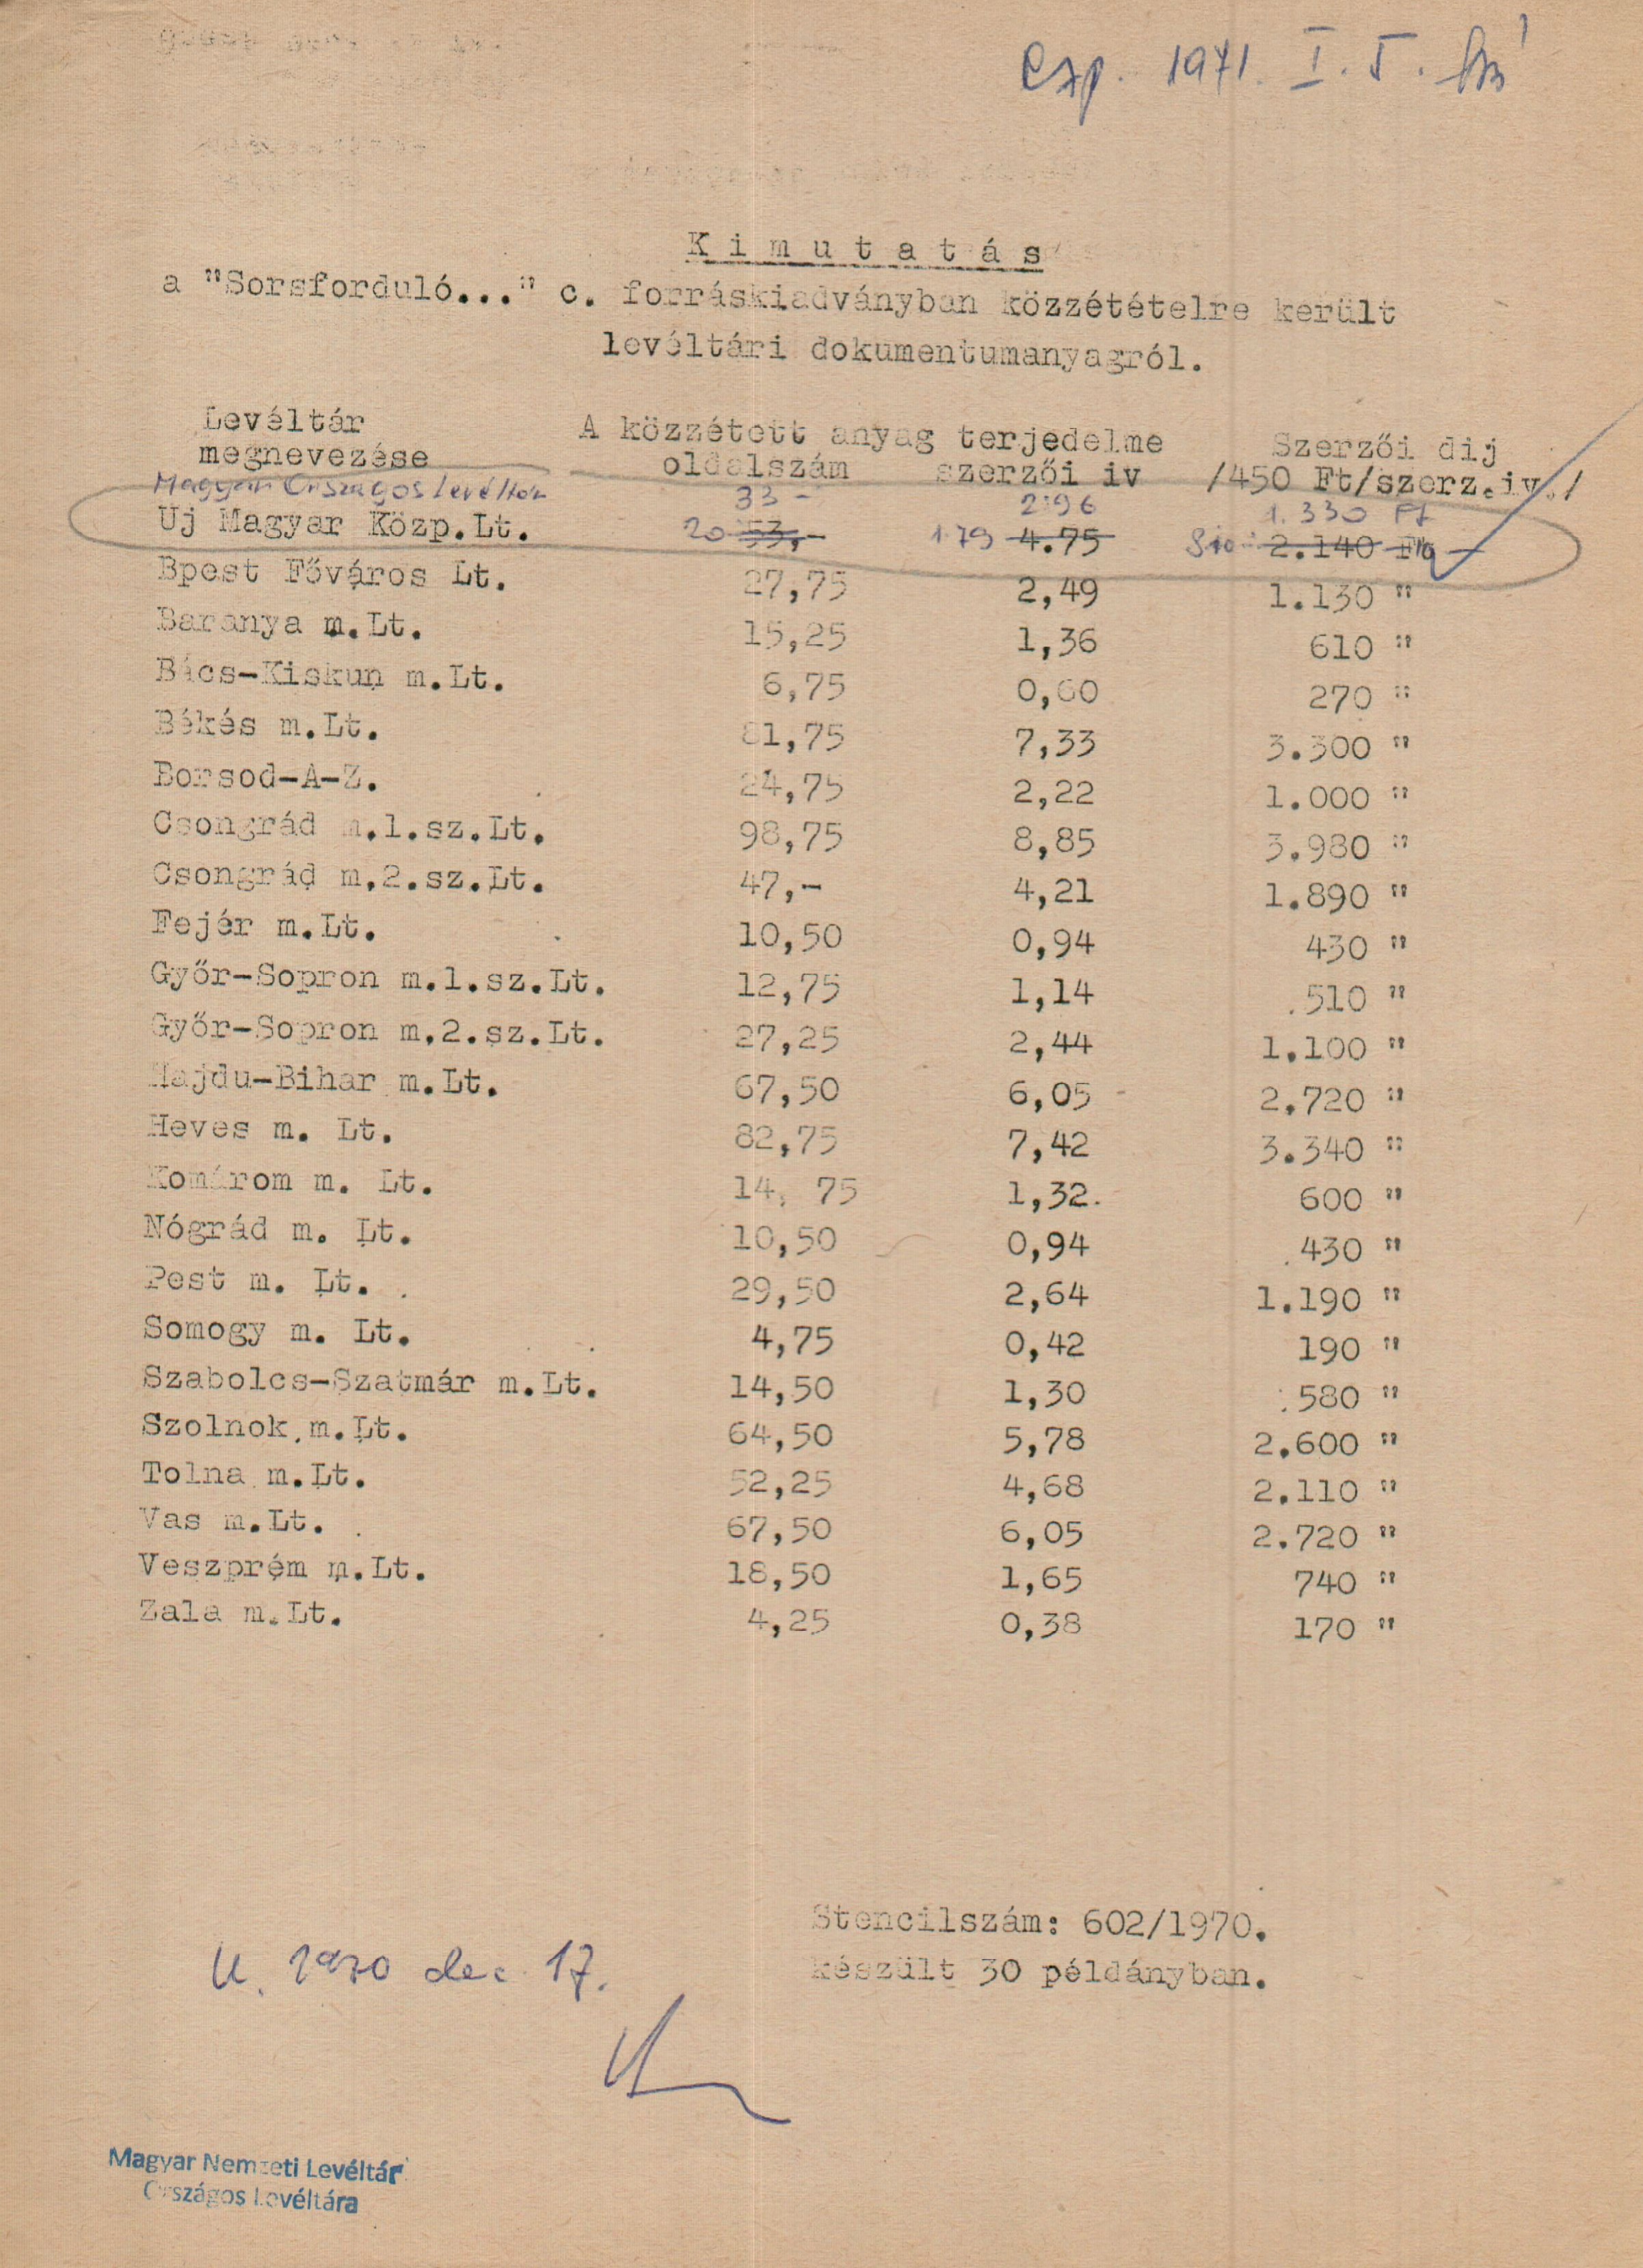 exp. 1971. I. 5.
Kimutatás
a "Sorsforduló..." c. forráskiadványban közzétételre került
levéltári dokumentumanyagról.
Levéltár megnevezése A közzétett anyag terjedelme oldalszám szerzői iv Szerzői dij /450 Ft/szerz.iv./
Magyar Országos Levéltár 33 - 2.96 1.330 Ft
Uj Magyar Közp.Lt. 20 53,- 1.79 4.75 810 2.140 Ft
Bpest Főváros Lt. 27,75 2,49 1.130 "
Baranya m.Lt. 15,25 1,36 610 "
Bács-Kiskun m.Lt. 6,75 0,60 270 "
Békés m.Lt. 81,75 7,33 3.300 "
Borsod-A-Z. 24,75 2,22 1.000 "
Csongrád m.1.sz.Lt. 98,75 8,85 3.980 "
Csongrád m.2.sz.Lt. 47,- 4,21 1.890 "
Fejér m.Lt. 10,50 0,94 430 "
Győr-Sopron m.1.sz.Lt. 12,75 1,14 510 "
Győr-Sopron m.2.sz.Lt. 27,25 2,44 1.100 "
Hajdu-Bihar m.Lt. 67,50 6,05 2.720 "
Heves m. Lt. 82,75 7,42 3.340 "
Komárom m. Lt. 14, 75 1,32. 600 "
Nógrád m. Lt. 10,50 0,94 430 "
Pest m. Lt. 29,50 2,64 1.190 "
Somogy m. Lt. 4,75 0,42 190 "
Szabolcs-Szatmár m.Lt. 14,50 1,30 580 "
Szolnok m.Lt. 64,50 5,78 2.600 "
Tolna m.Lt. 52,25 4,68 2.110 "
Vas m.Lt. 67,50 6,05 2.720 "
Veszprém m.Lt. 18,50 1,65 740 "
Zala m.Lt. 4,25 0,38 170 "
Stencilszám: 602/1970.
készült 30 példányban.
1970 dec 17.
Magyar Nemzeti Levéltár
Országos Levéltára